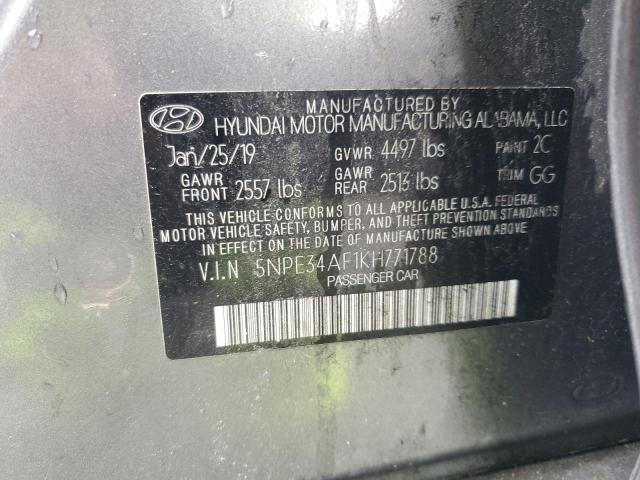 MANUFACTURED BY
HYUNDAI MOTOR MANUFACTURING ALABAMA, LLC
Jan/25/19 GVWR 4497 lbs PAINT 2C
GAWR FRONT 2557 lbs GAWR REAR 2513 lbs TRIM GG
THIS VEHICLE CONFORMS TO ALL APPLICABLE U.S.A. FEDERAL
MOTOR VEHICLE SAFETY, BUMPER, AND THEFT PREVENTION STANDARDS
IN EFFECT ON THE DATE OF MANUFACTURE SHOWN ABOVE.
V.I.N 5NPE34AF1KH771788
PASSENGER CAR